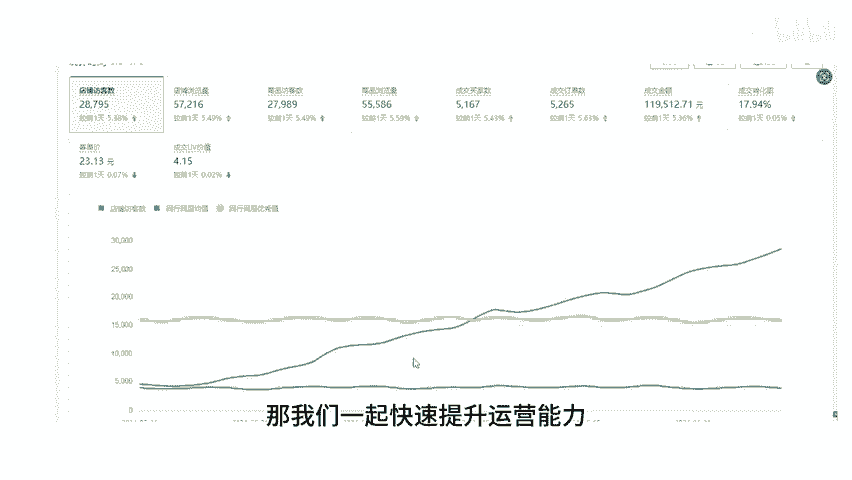 店铺访客数 店铺浏览量 商品访客数 商品浏览量 成交买家数 成交订单数 成交金额 成交转化率
28,795 57,216 27,989 55,586 5,167 5,265 119,512.71 元 17.94%
较前1天 5.88% 较前1天 5.49% 较前1天 5.49% 较前1天 5.59% 较前1天 5.43% 较前1天 5.63% 较前1天 5.36% 较前1天 0.05%
客单价 成交UV价值
23.13 元 4.15
较前1天 0.07% 较前1天 0.02%
店铺访客数 同行同层均值 同行同层优秀值
30,000
25,000
20,000
15,000
10,000
5,000
0
那我们一起快速提升运营能力